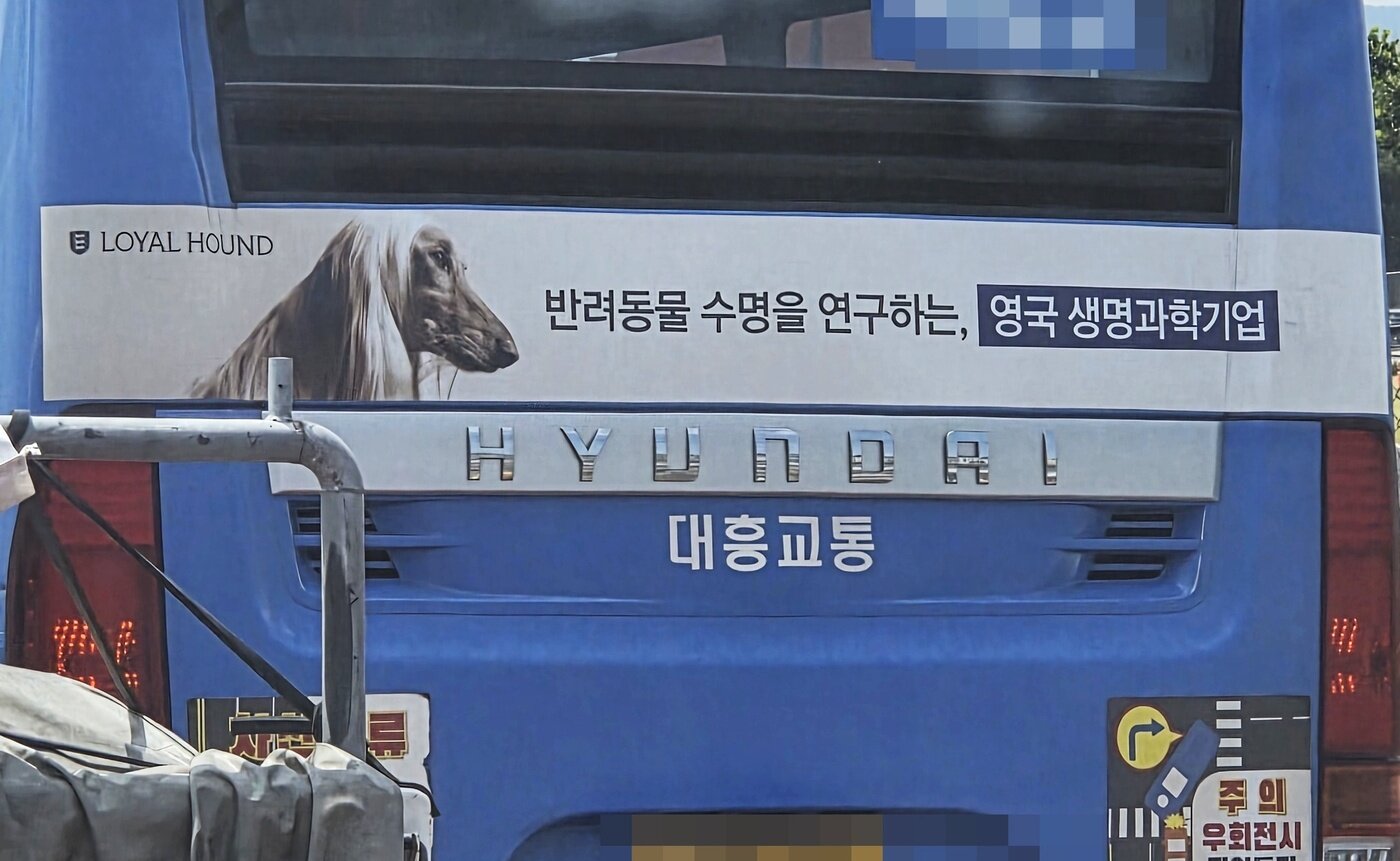 LOYAL HOUND
반려동물 수명을 연구하는, 영국 생명과학기업
HYUNDAI
대흥교통
주의
우회전시